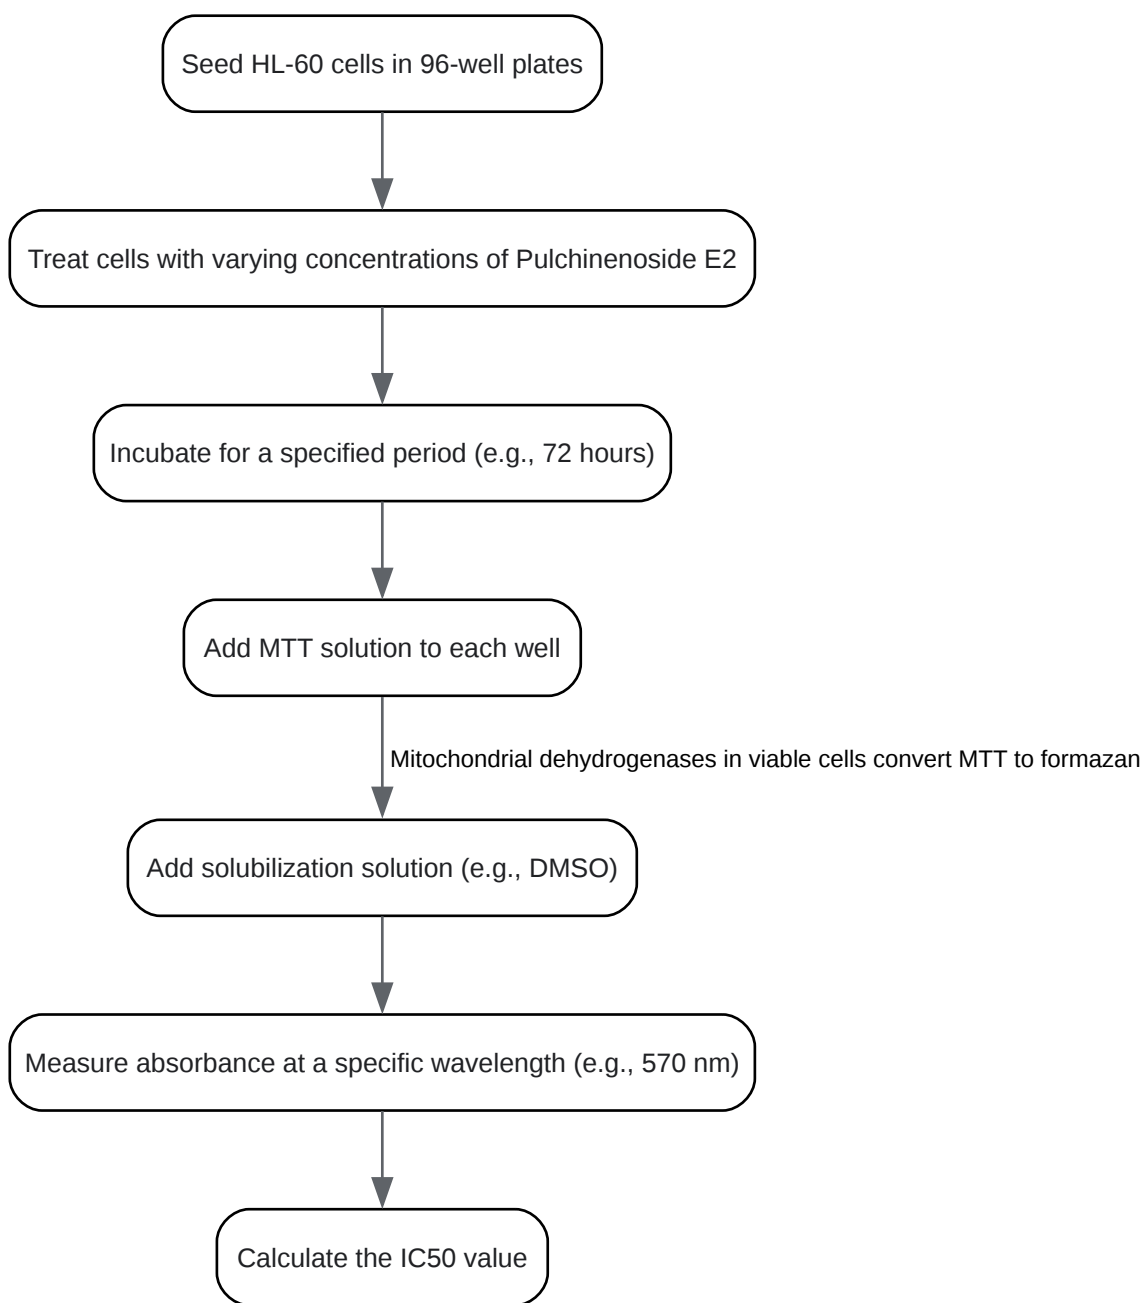 Seed HL-60 cells in 96-well plates
Treat cells with varying concentrations of Pulchinenoside E2
Incubate for a specified period (e.g., 72 hours)
Add MTT solution to each well
Mitochondrial dehydrogenases in viable cells convert MTT to formazan
Add solubilization solution (e.g., DMSO)
Measure absorbance at a specific wavelength (e.g., 570 nm)
Calculate the IC50 value